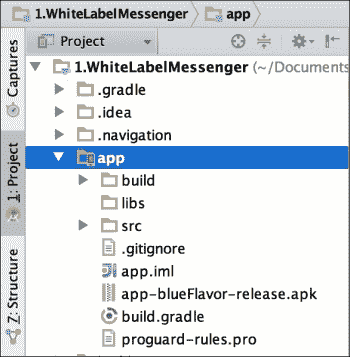 1.WhiteLabelMessenger app
Project
Captures
1: Project
Z: Structure
1.WhiteLabelMessenger (~/Documents
.gradle
.idea
.navigation
app
build
libs
src
.gitignore
app.iml
app-blueFlavor-release.apk
build.gradle
proguard-rules.pro